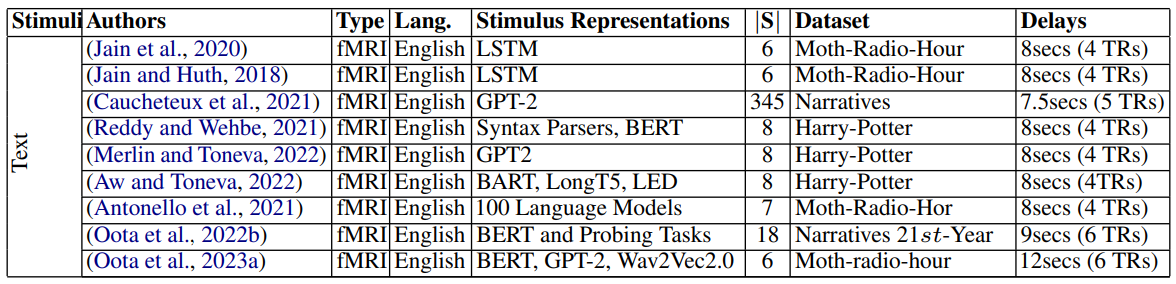 Stimuli Authors Type Lang. Stimulus Representations |S| Dataset Delays
Text
(Jain et al., 2020) fMRI English LSTM 6 Moth-Radio-Hour 8secs (4 TRs)
(Jain and Huth, 2018) fMRI English LSTM 6 Moth-Radio-Hour 8secs (4 TRs)
(Caucheteux et al., 2021) fMRI English GPT-2 345 Narratives 7.5secs (5 TRs)
(Reddy and Wehbe, 2021) fMRI English Syntax Parsers, BERT 8 Harry-Potter 8secs (4 TRs)
(Merlin and Toneva, 2022) fMRI English GPT2 8 Harry-Potter 8secs (4 TRs)
(Aw and Toneva, 2022) fMRI English BART, LongT5, LED 8 Harry-Potter 8secs (4TRs)
(Antonello et al., 2021) fMRI English 100 Language Models 7 Moth-Radio-Hor 8secs (4 TRs)
(Oota et al., 2022b) fMRI English BERT and Probing Tasks 18 Narratives 21st-Year 9secs (6 TRs)
(Oota et al., 2023a) fMRI English BERT, GPT-2, Wav2Vec2.0 6 Moth-radio-hour 12secs (6 TRs)